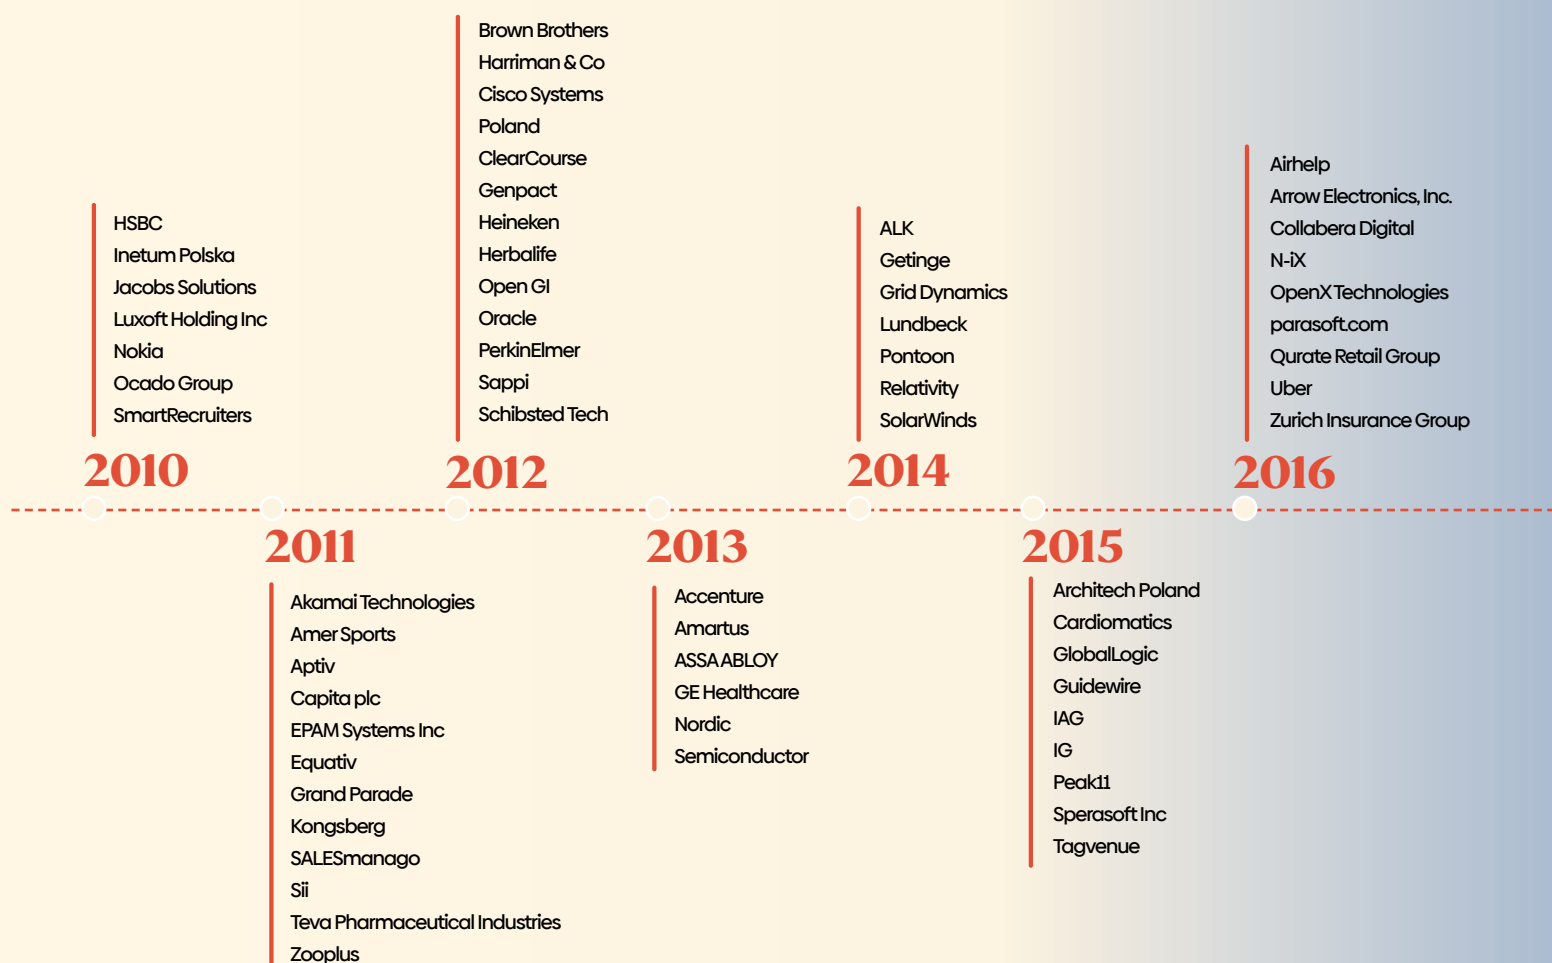 HSBC
Inetum Polska
Jacobs Solutions
Luxoft Holding Inc
Nokia
Ocado Group
SmartRecruiters
2010
2011
Akamai Technologies
Amer Sports
Aptiv
Capita plc
EPAM Systems Inc
Equativ
Grand Parade
Kongsberg
SALESmanago
Sii
Teva Pharmaceutical Industries
Zooplus
Brown Brothers
Harriman & Co
Cisco Systems
Poland
ClearCourse
Genpact
Heineken
Herbalife
Open GI
Oracle
PerkinElmer
Sappi
Schibsted Tech
2012
2013
Accenture
Amartus
ASSA ABLOY
GE Healthcare
Nordic
Semiconductor
ALK
Getinge
Grid Dynamics
Lundbeck
Pontoon
Relativity
SolarWinds
2014
2015
Architech Poland
Cardiomatics
GlobalLogic
Guidewire
IAG
IG
Peak11
Sperasoft Inc
Tagvenue
Airhelp
Arrow Electronics, Inc.
Collabera Digital
N-iX
OpenX Technologies
parasoft.com
Qurate Retail Group
Uber
Zurich Insurance Group
2016